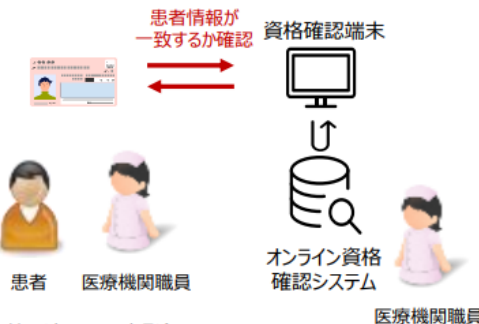 患者情報が
一致するか確認
資格確認端末
オンライン資格
確認システム
患者
医療機関職員
医療機関職員